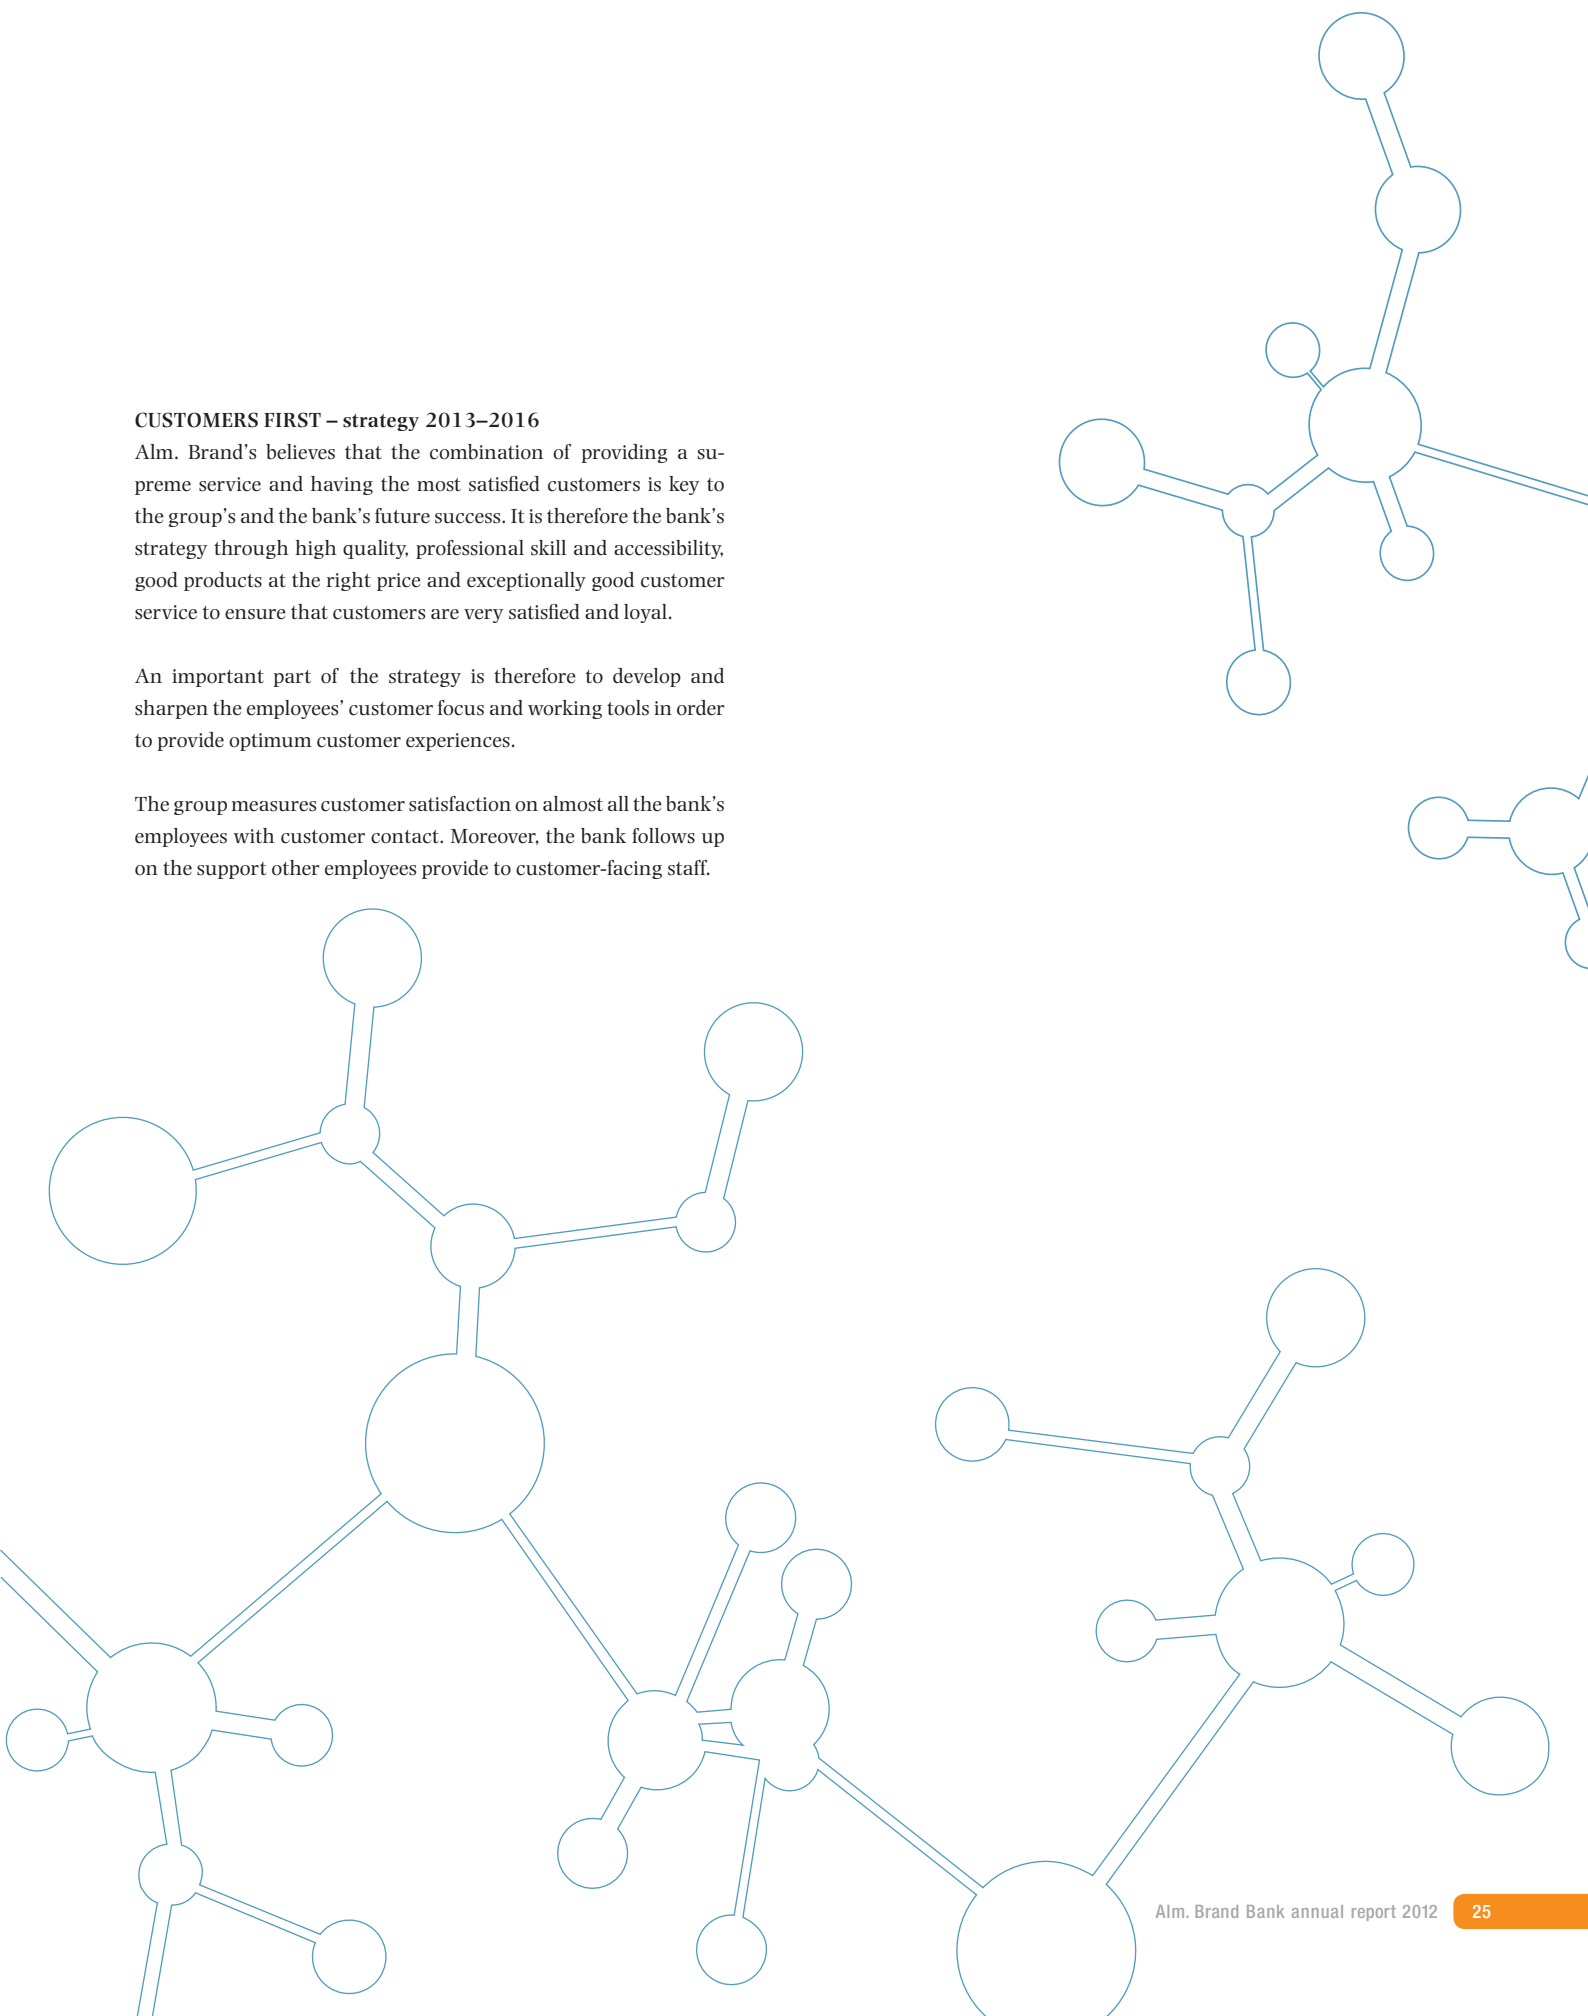 CUSTOMERS FIRST – strategy 2013–2016
Alm. Brand's believes that the combination of providing a su-
preme service and having the most satisfied customers is key to
the group's and the bank's future success. It is therefore the bank's
strategy through high quality, professional skill and accessibility,
good products at the right price and exceptionally good customer
service to ensure that customers are very satisfied and loyal.
An important part of the strategy is therefore to develop and
sharpen the employees' customer focus and working tools in order
to provide optimum customer experiences.
The group measures customer satisfaction on almost all the bank's
employees with customer contact. Moreover, the bank follows up
on the support other employees provide to customer-facing staff.
Alm. Brand Bank annual report 2012 25